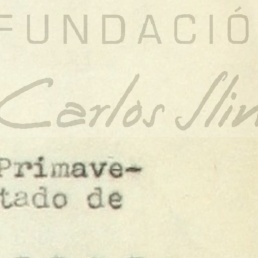 FUNDACIÓ
Carlos Slim
Primave-
tado de